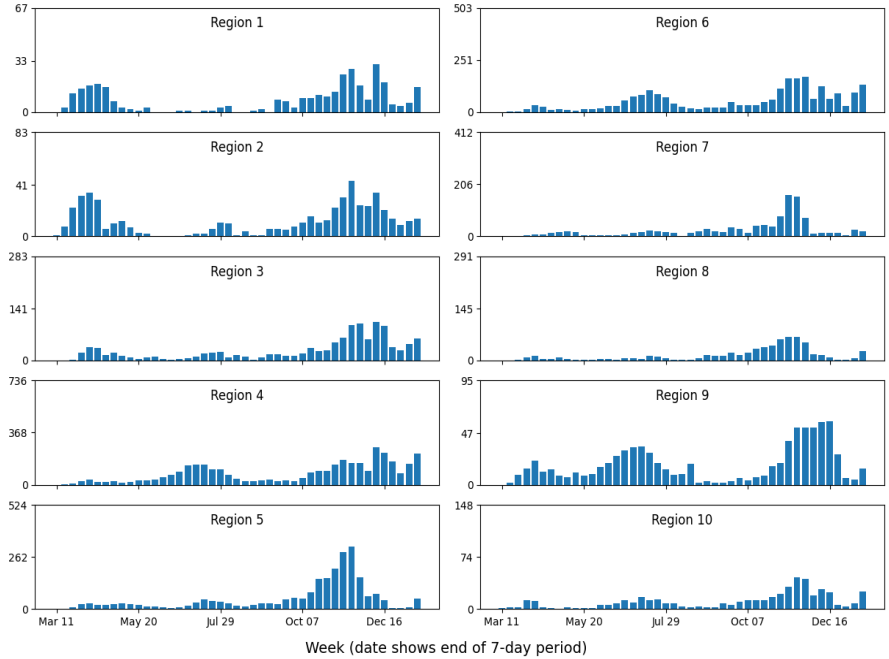 67
33
0
Region 1
503
251
0
Region 6
83
41
0
Region 2
412
206
0
Region 7
283
141
0
Region 3
291
145
0
Region 8
736
368
0
Region 4
95
47
0
Region 9
524
262
0
Region 5
148
74
0
Region 10
Mar 11 May 20 Jul 29 Oct 07 Dec 16
Mar 11 May 20 Jul 29 Oct 07 Dec 16
Week (date shows end of 7-day period)